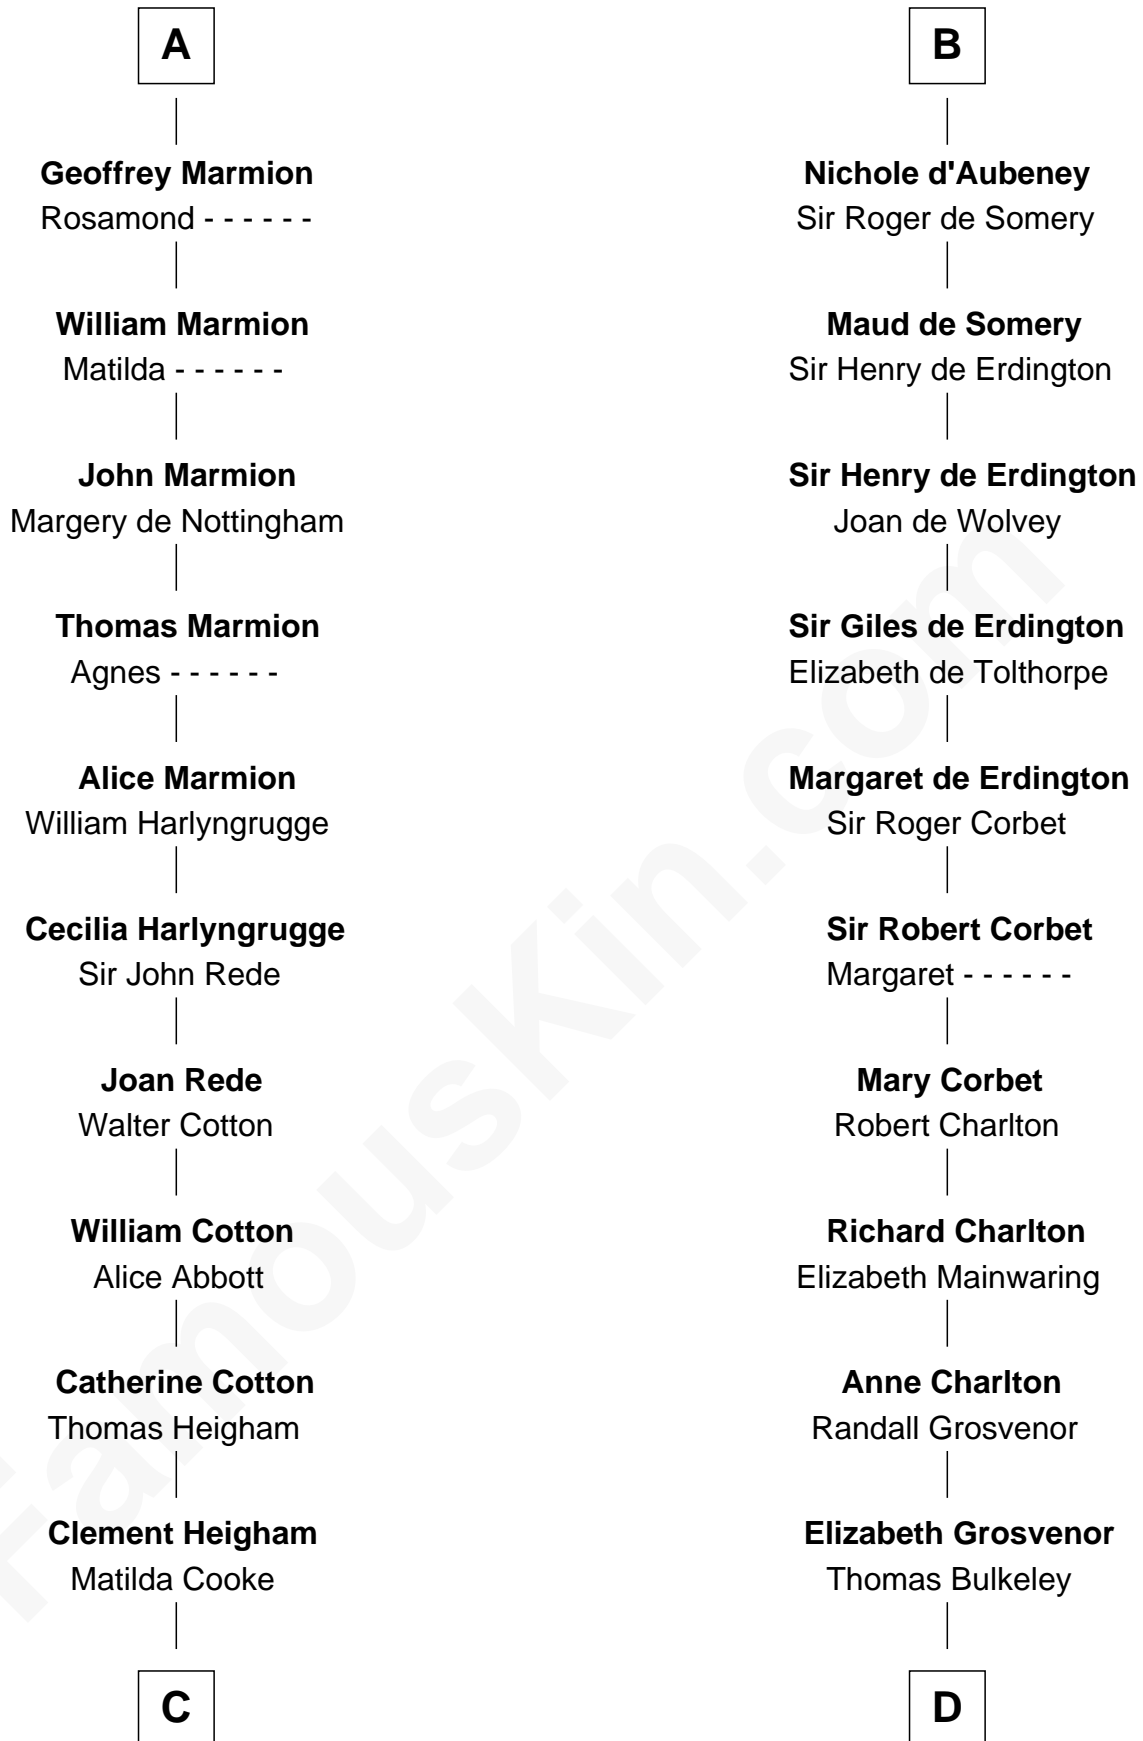 A
Geoffrey Marmion
Rosamond - - - - - -
William Marmion
Matilda - - - - - -
John Marmion
Margery de Nottingham
Thomas Marmion
Agnes - - - - - -
Alice Marmion
William Harlyngrugge
Cecilia Harlyngrugge
Sir John Rede
Joan Rede
Walter Cotton
William Cotton
Alice Abbott
Catherine Cotton
Thomas Heigham
Clement Heigham
Matilda Cooke
C
B
Nichole d'Aubeney
Sir Roger de Somery
Maud de Somery
Sir Henry de Erdington
Sir Henry de Erdington
Joan de Wolvey
Sir Giles de Erdington
Elizabeth de Tolthorpe
Margaret de Erdington
Sir Roger Corbet
Sir Robert Corbet
Margaret - - - - - -
Mary Corbet
Robert Charlton
Richard Charlton
Elizabeth Mainwaring
Anne Charlton
Randall Grosvenor
Elizabeth Grosvenor
Thomas Bulkeley
D
FamousKin.com